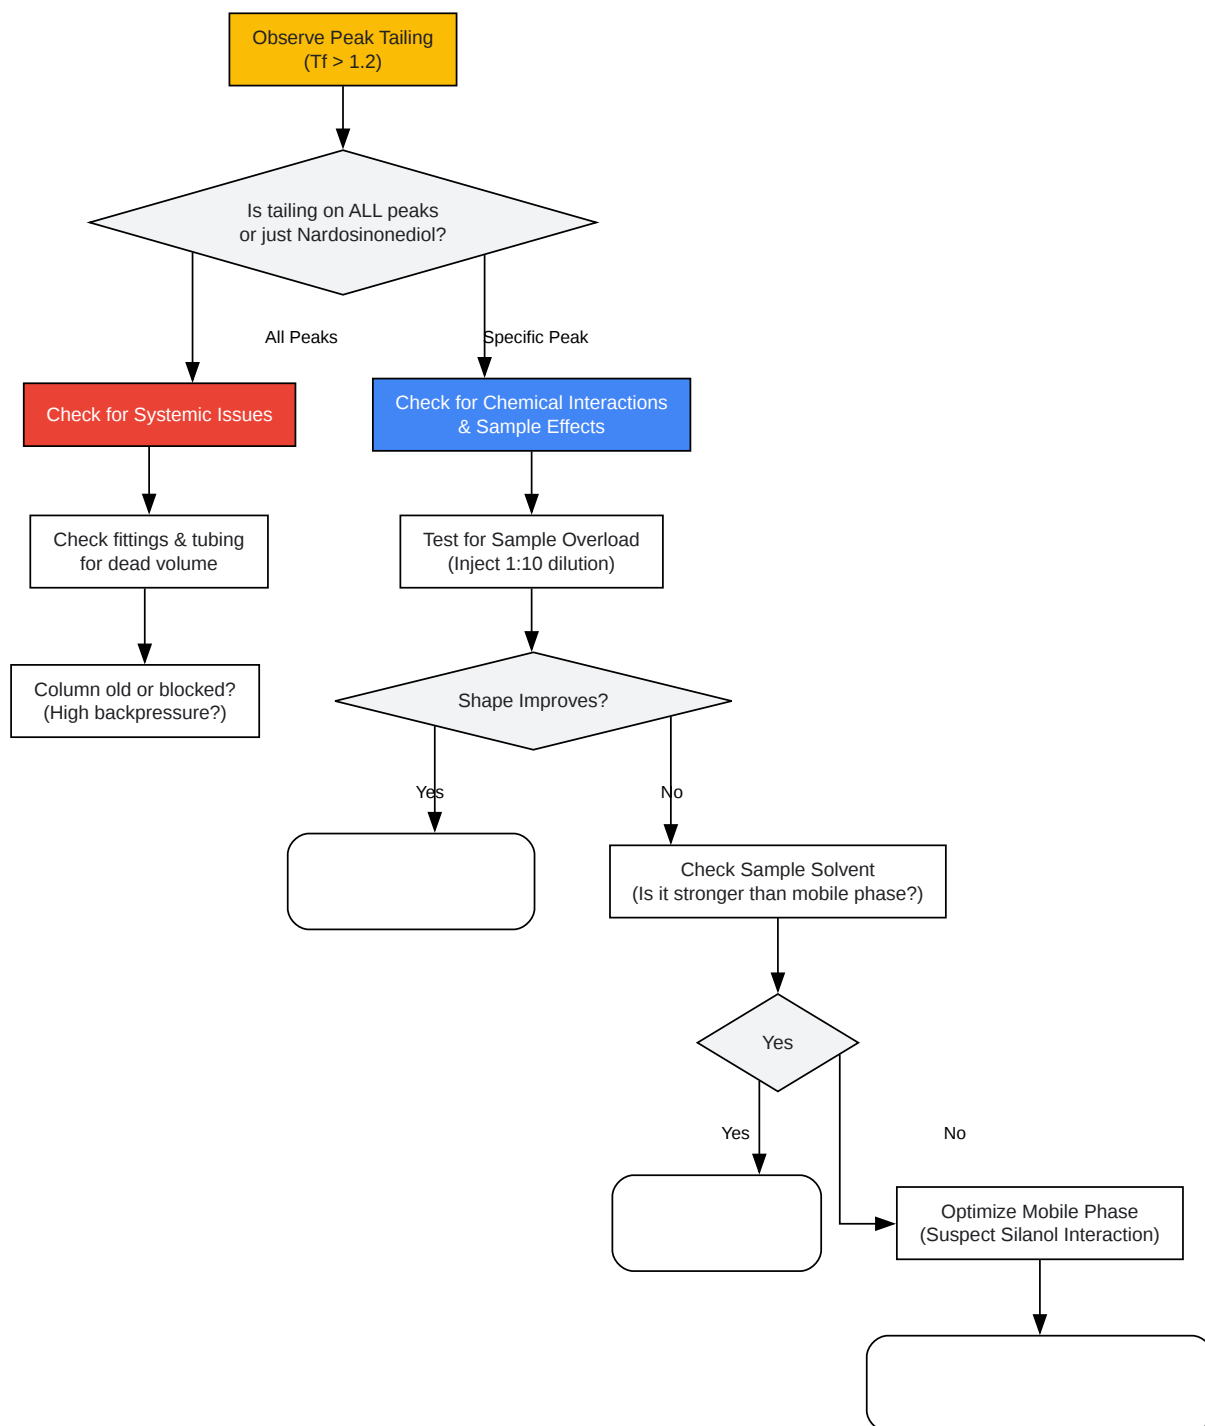 Observe Peak Tailing
(Tf > 1.2)
Is tailing on ALL peaks
or just Nardosinonediol?
All Peaks
Specific Peak
Check for Systemic Issues
Check for Chemical Interactions
& Sample Effects
Check fittings & tubing
for dead volume
Test for Sample Overload
(Inject 1:10 dilution)
Column old or blocked?
(High backpressure?)
Shape Improves?
Yes
No
Check Sample Solvent
(Is it stronger than mobile phase?)
Yes
Yes
No
Optimize Mobile Phase
(Suspect Silanol Interaction)